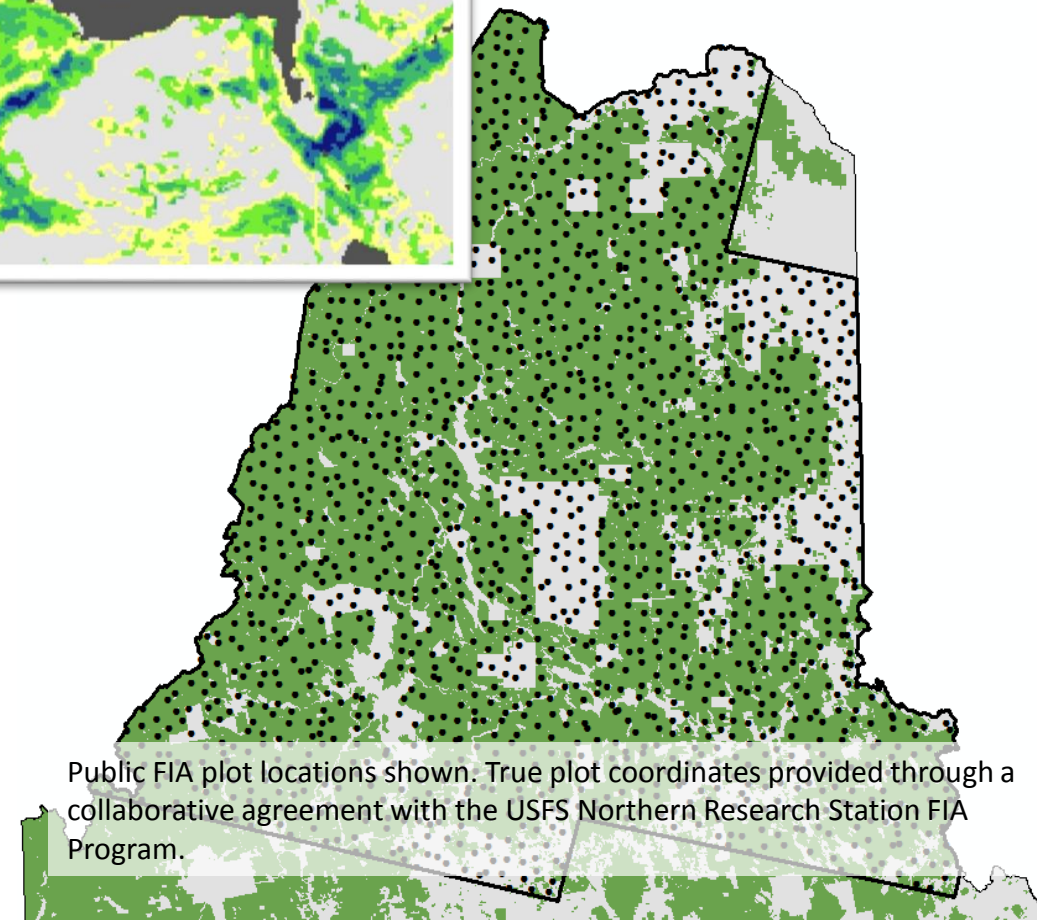 Public FIA plot locations shown. True plot coordinates provided through a
collaborative agreement with the USFS Northern Research Station FIA
Program.